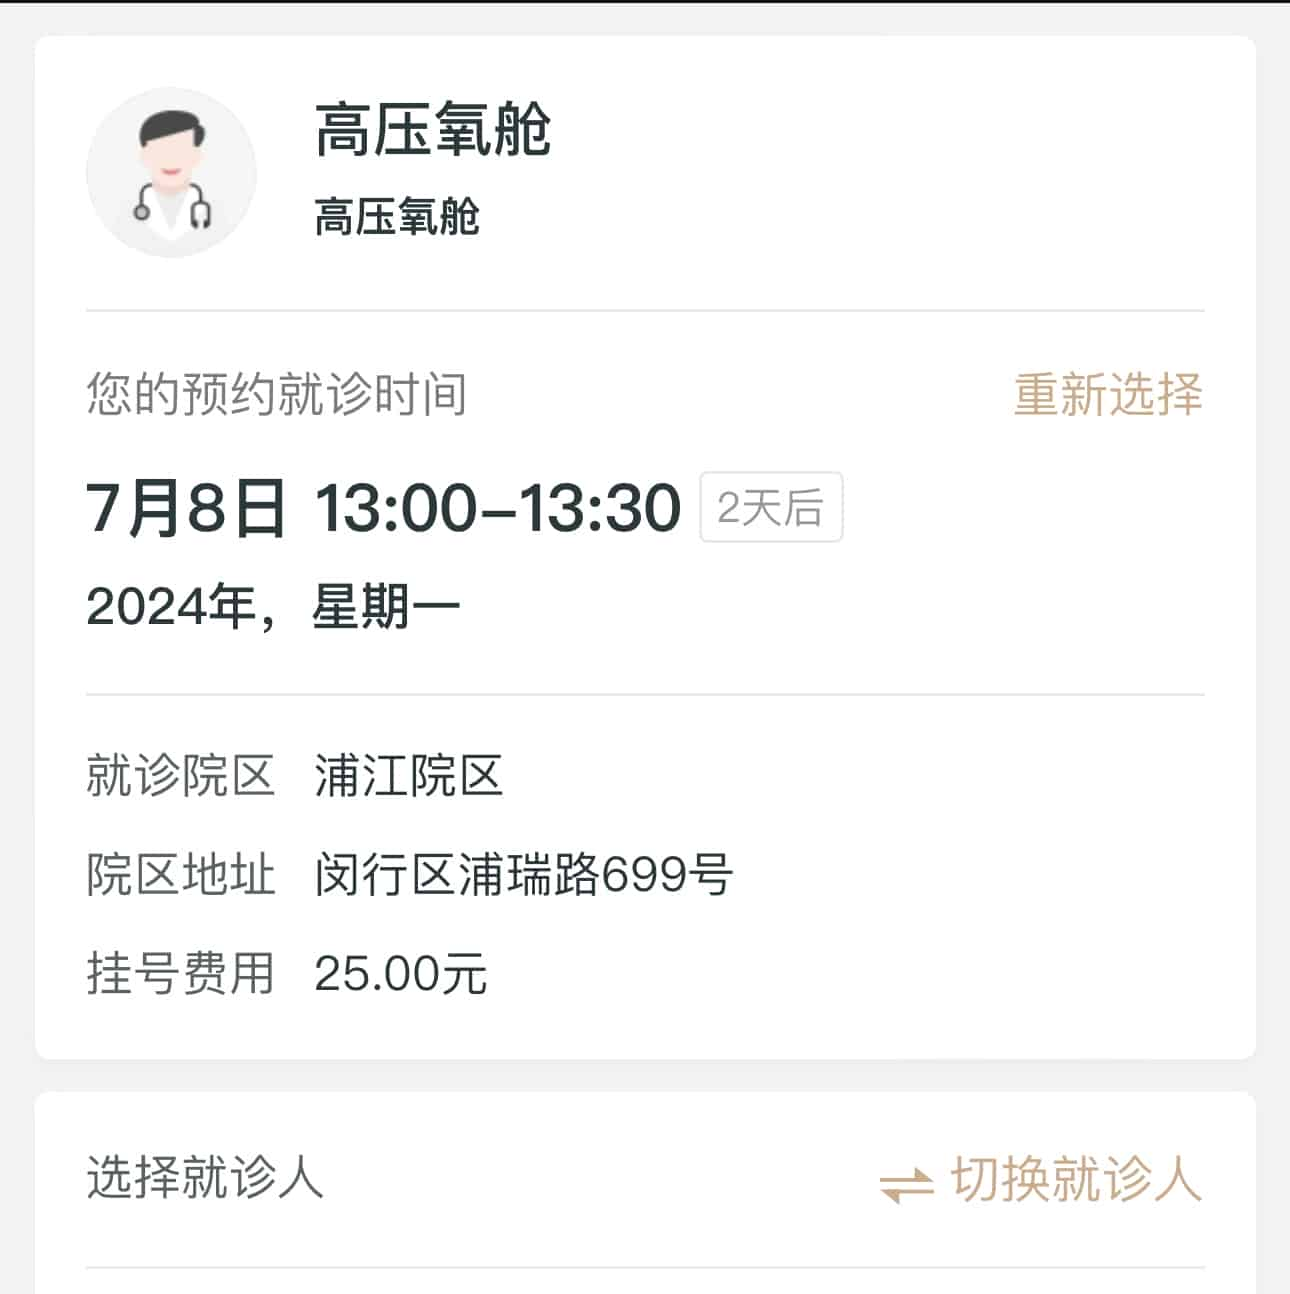 高压氧舱
高压氧舱
您的预约就诊时间 重新选择
7月8日 13:00–13:30 2天后
2024年，星期一
就诊院区 浦江院区
院区地址 闵行区浦瑞路699号
挂号费用 25.00元
选择就诊人 切换就诊人